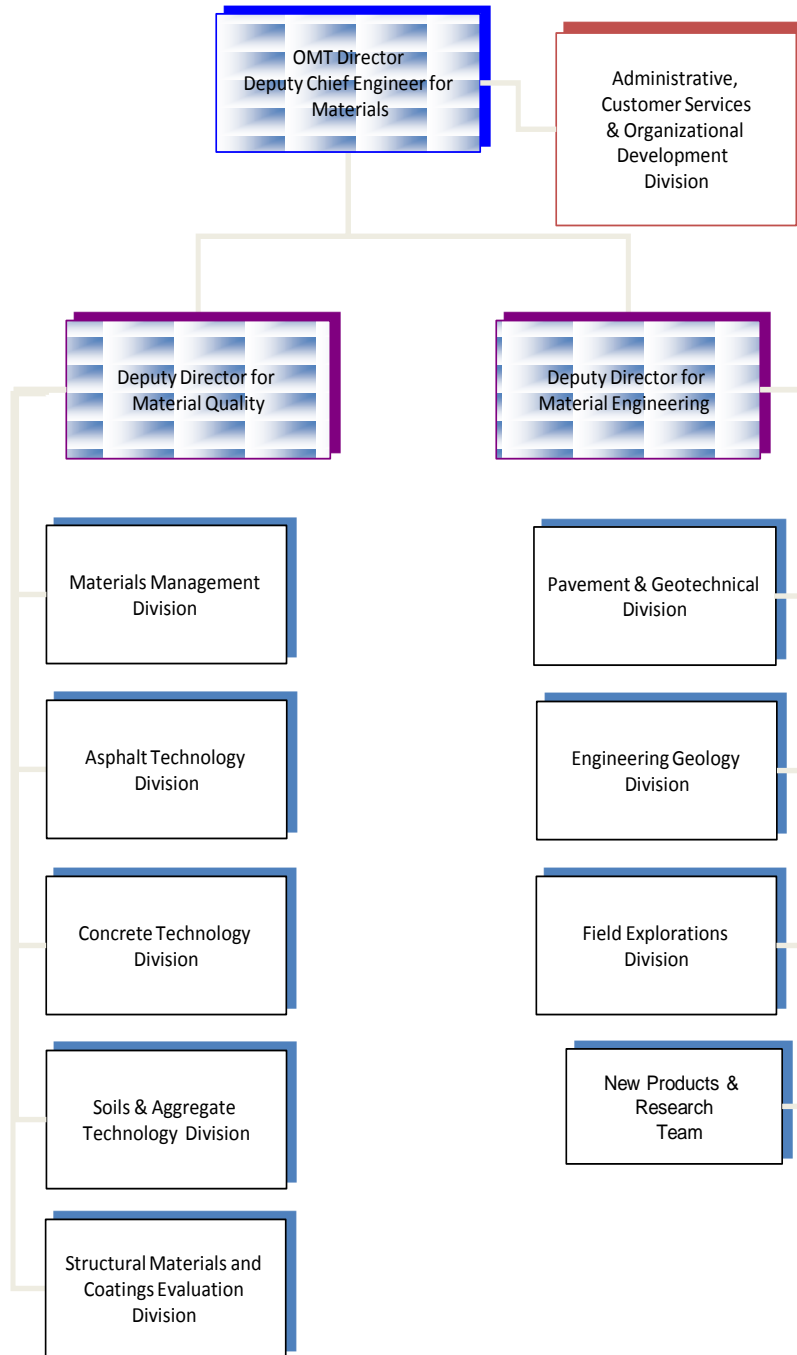 OMT Director
Deputy Chief Engineer for
Materials
Administrative,
Customer Services
& Organizational
Development
Division
Deputy Director for
Material Quality
Deputy Director for
Material Engineering
Materials Management
Division
Pavement & Geotechnical
Division
Asphalt Technology
Division
Engineering Geology
Division
Concrete Technology
Division
Field Explorations
Division
Soils & Aggregate
Technology Division
New Products &
Research
Team
Structural Materials and
Coatings Evaluation
Division